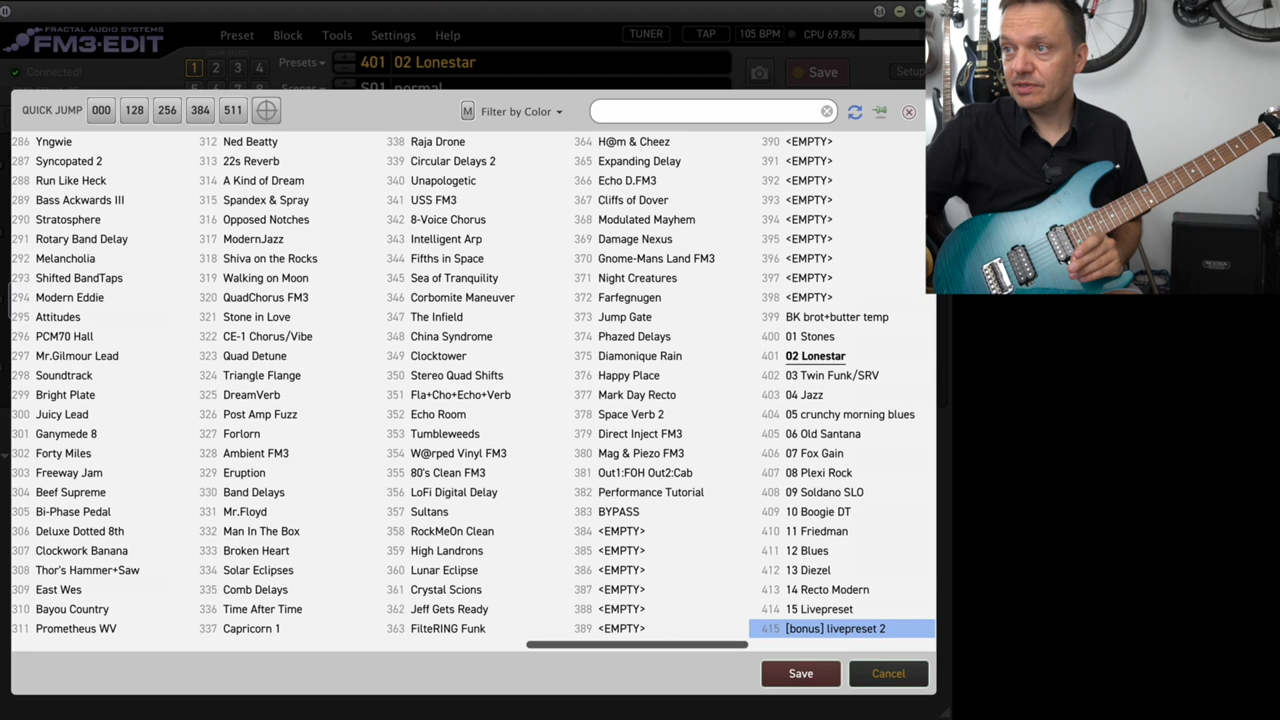 FRACTAL AUDIO SYSTEMS
FM3-EDIT
Preset Block Tools Settings Help
TUNER TAP 105 BPM CPU 69.8%
Connected!
1 2 3 4
Presets
401 02 Lonestar
Save
Setup
QUICK JUMP 000 128 256 384 511
M Filter by Color
286 Yngwie
287 Syncopated 2
288 Run Like Heck
289 Bass Ackwards III
290 Stratosphere
291 Rotary Band Delay
292 Melancholia
293 Shifted BandTaps
294 Modern Eddie
295 Attitudes
296 PCM70 Hall
297 Mr.Gilmour Lead
298 Soundtrack
299 Bright Plate
300 Juicy Lead
301 Ganymede 8
302 Forty Miles
303 Freeway Jam
304 Beef Supreme
305 Bi-Phase Pedal
306 Deluxe Dotted 8th
307 Clockwork Banana
308 Thor's Hammer+Saw
309 East Wes
310 Bayou Country
311 Prometheus WV
312 Ned Beatty
313 22s Reverb
314 A Kind of Dream
315 Spandex & Spray
316 Opposed Notches
317 ModernJazz
318 Shiva on the Rocks
319 Walking on Moon
320 QuadChorus FM3
321 Stone in Love
322 CE-1 Chorus/Vibe
323 Quad Detune
324 Triangle Flange
325 DreamVerb
326 Post Amp Fuzz
327 Forlorn
328 Ambient FM3
329 Eruption
330 Band Delays
331 Mr.Floyd
332 Man In The Box
333 Broken Heart
334 Solar Eclipses
335 Comb Delays
336 Time After Time
337 Capricorn 1
338 Raja Drone
339 Circular Delays 2
340 Unapologetic
341 USS FM3
342 8-Voice Chorus
343 Intelligent Arp
344 Fifths in Space
345 Sea of Tranquility
346 Corbomite Maneuver
347 The Infield
348 China Syndrome
349 Clocktower
350 Stereo Quad Shifts
351 Fla+Cho+Echo+Verb
352 Echo Room
353 Tumbleweeds
354 W@rped Vinyl FM3
355 80's Clean FM3
356 LoFi Digital Delay
357 Sultans
358 RockMeOn Clean
359 High Landrons
360 Lunar Eclipse
361 Crystal Scions
362 Jeff Gets Ready
363 FilteRING Funk
364 H@m & Cheez
365 Expanding Delay
366 Echo D.FM3
367 Cliffs of Dover
368 Modulated Mayhem
369 Damage Nexus
370 Gnome-Mans Land FM3
371 Night Creatures
372 Farfegnugen
373 Jump Gate
374 Phazed Delays
375 Diamonique Rain
376 Happy Place
377 Mark Day Recto
378 Space Verb 2
379 Direct Inject FM3
380 Mag & Piezo FM3
381 Out1:FOH Out2:Cab
382 Performance Tutorial
383 BYPASS
384 <EMPTY>
385 <EMPTY>
386 <EMPTY>
387 <EMPTY>
388 <EMPTY>
389 <EMPTY>
390 <EMPTY>
391 <EMPTY>
392 <EMPTY>
393 <EMPTY>
394 <EMPTY>
395 <EMPTY>
396 <EMPTY>
397 <EMPTY>
398 <EMPTY>
399 BK brot+butter temp
400 01 Stones
401 02 Lonestar
402 03 Twin Funk/SRV
403 04 Jazz
404 05 crunchy morning blues
405 06 Old Santana
406 07 Fox Gain
407 08 Plexi Rock
408 09 Soldano SLO
409 10 Boogie DT
410 11 Friedman
411 12 Blues
412 13 Diezel
413 14 Recto Modern
414 15 Livepreset
415 [bonus] livepreset 2
Save Cancel